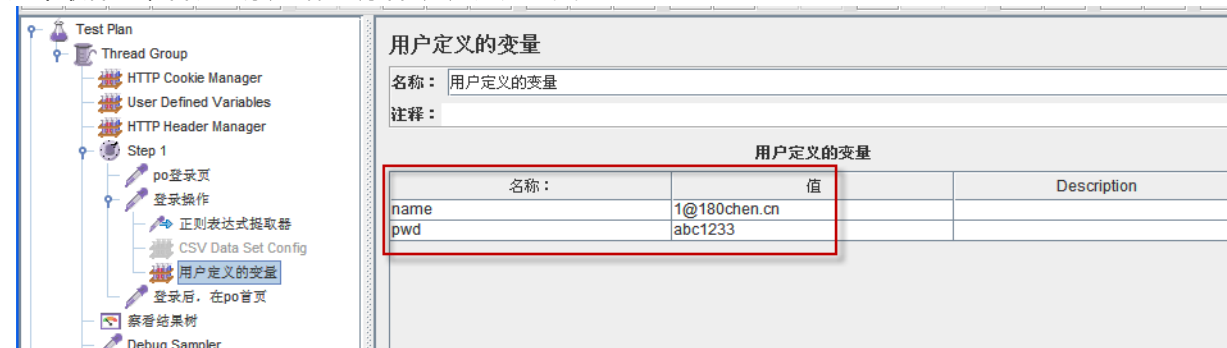 Test Plan
Thread Group
HTTP Cookie Manager
User Defined Variables
HTTP Header Manager
Step 1
po登录页
登录操作
正则表达式提取器
CSV Data Set Config
用户定义的变量
登录后，在po首页
察看结果树
Debug Sampler
用户定义的变量
名称： 用户定义的变量
注释：
用户定义的变量
名称： 值 Description
name 1@180chen.cn
pwd abc1233